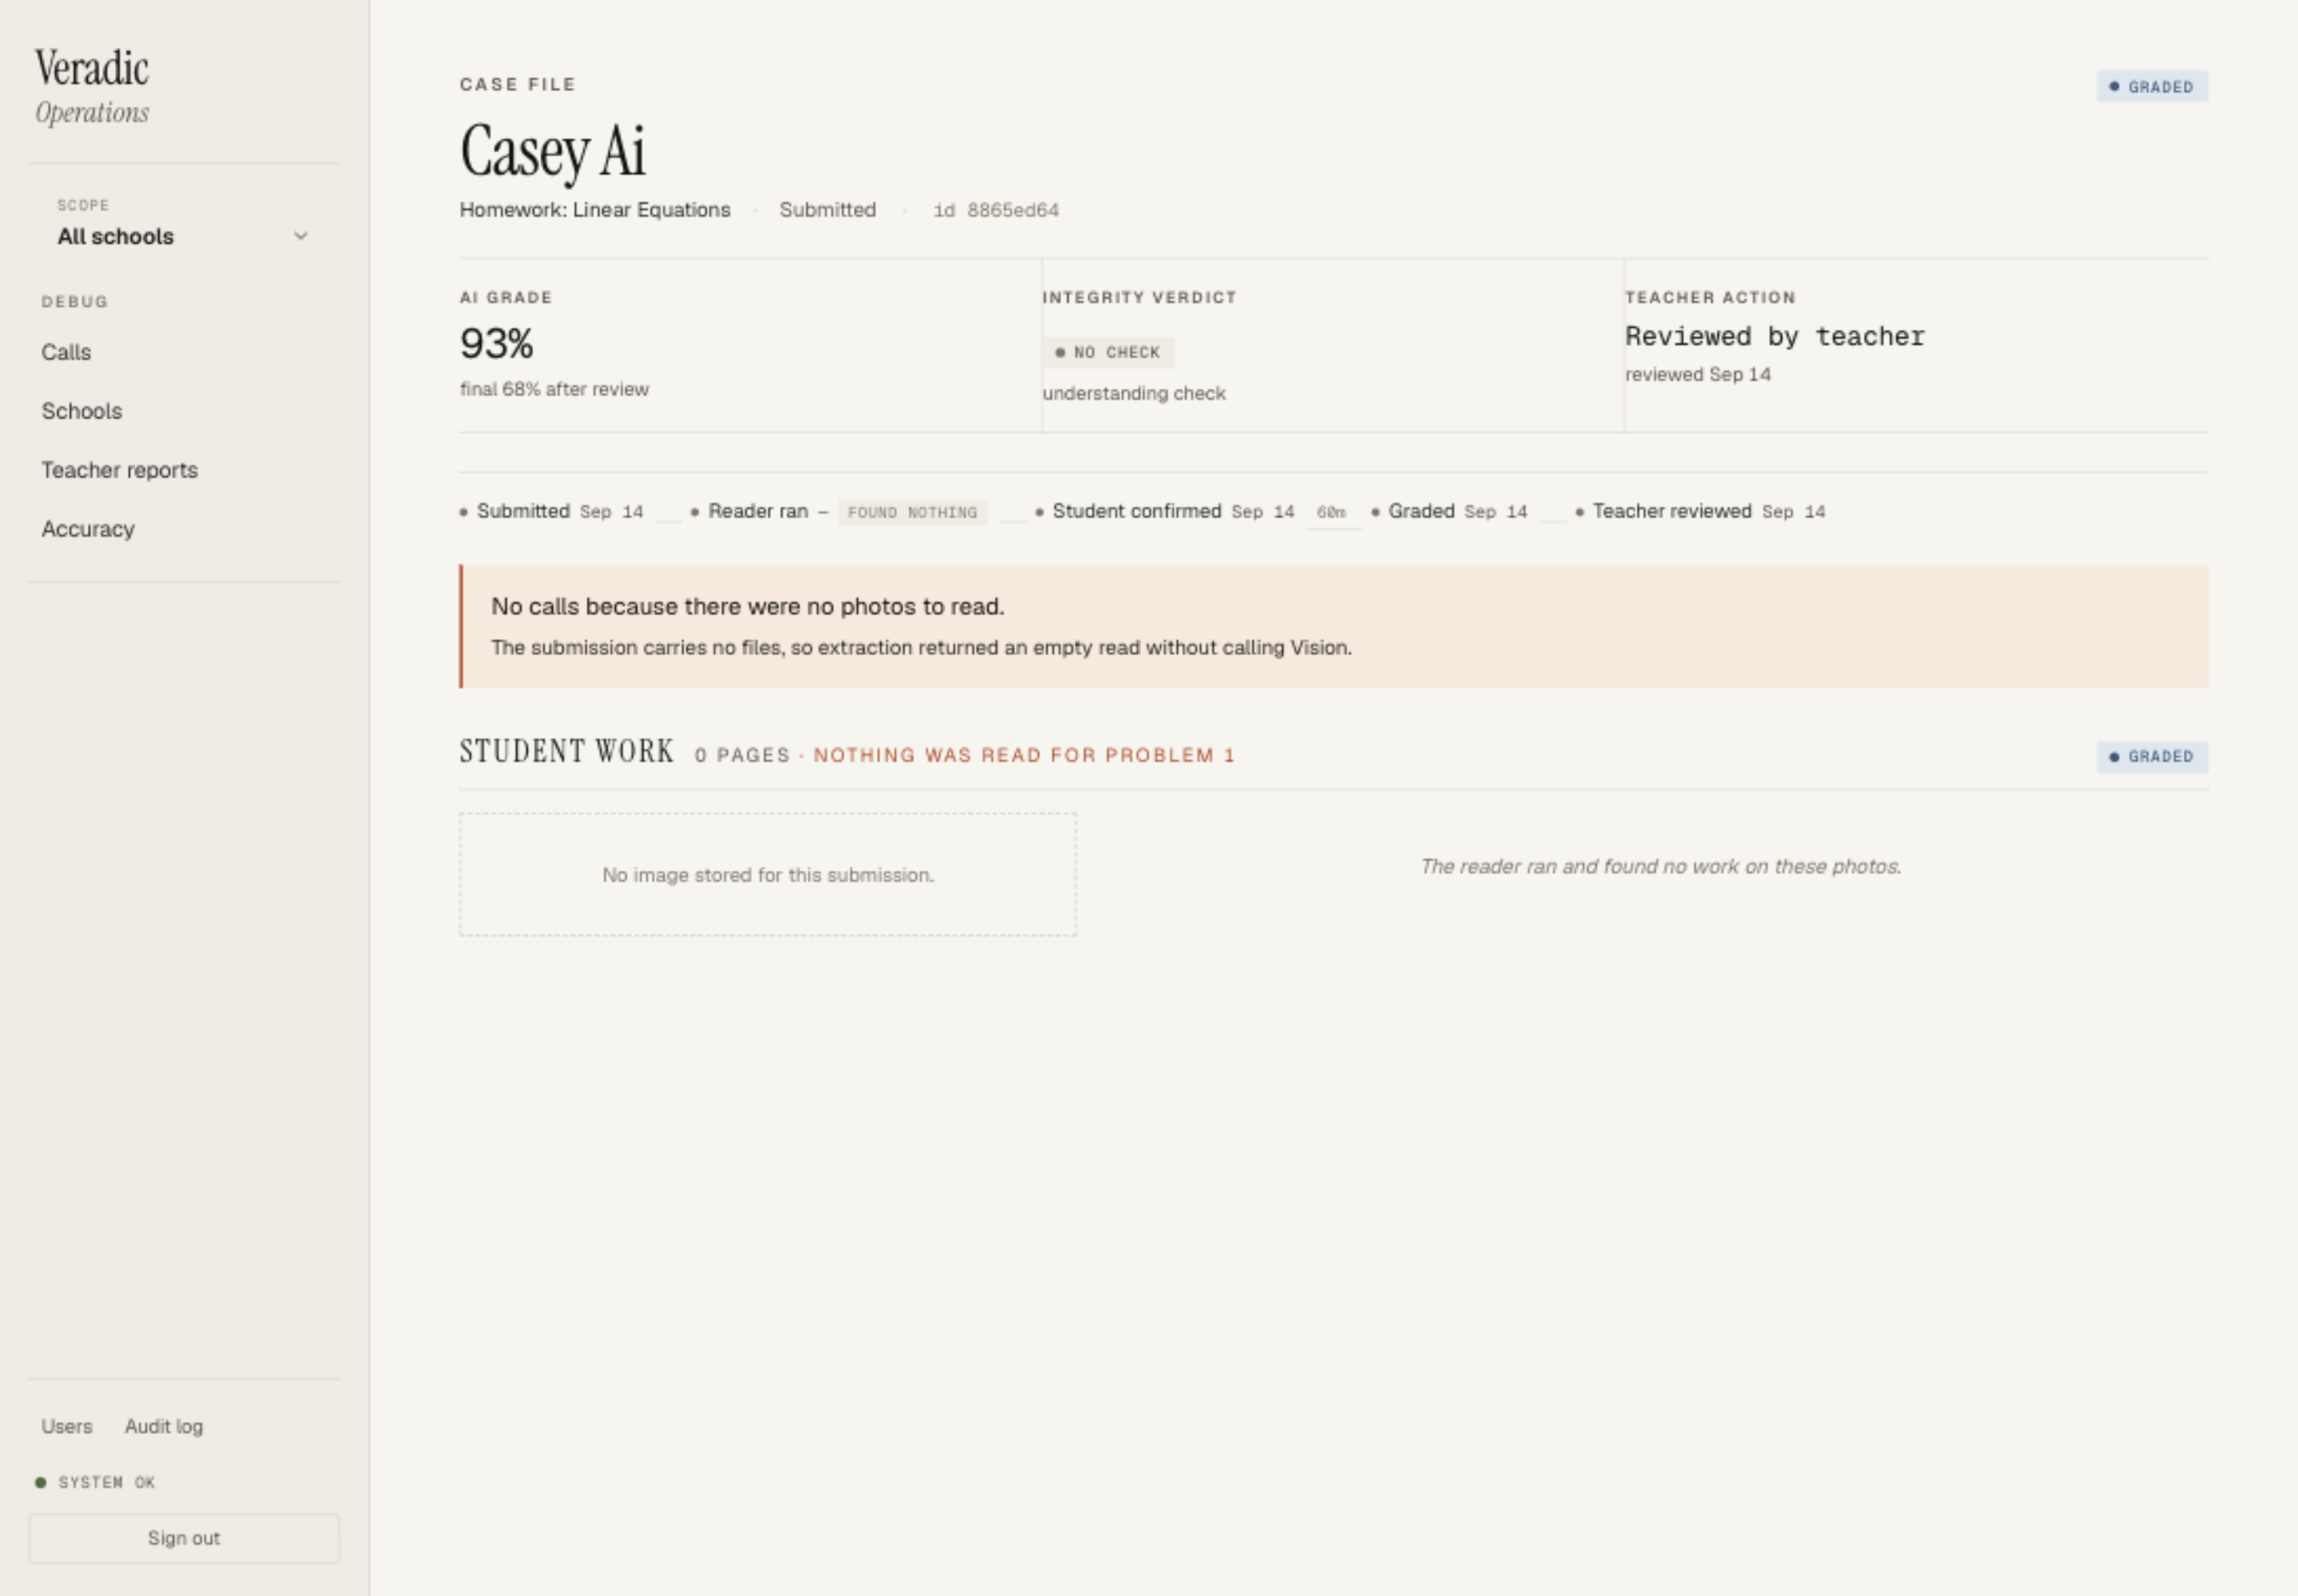 Veradic
Operations
SCOPE
All schools
DEBUG
Calls
Schools
Teacher reports
Accuracy
Users Audit log
SYSTEM OK
Sign out
CASE FILE
GRADED
Casey Ai
Homework: Linear Equations · Submitted · id 8865ed64
AI GRADE
93%
final 68% after review
INTEGRITY VERDICT
NO CHECK
understanding check
TEACHER ACTION
Reviewed by teacher
reviewed Sep 14
Submitted Sep 14 Reader ran – FOUND NOTHING Student confirmed Sep 14 60m Graded Sep 14 Teacher reviewed Sep 14
No calls because there were no photos to read.
The submission carries no files, so extraction returned an empty read without calling Vision.
STUDENT WORK 0 PAGES · NOTHING WAS READ FOR PROBLEM 1
GRADED
No image stored for this submission.
The reader ran and found no work on these photos.